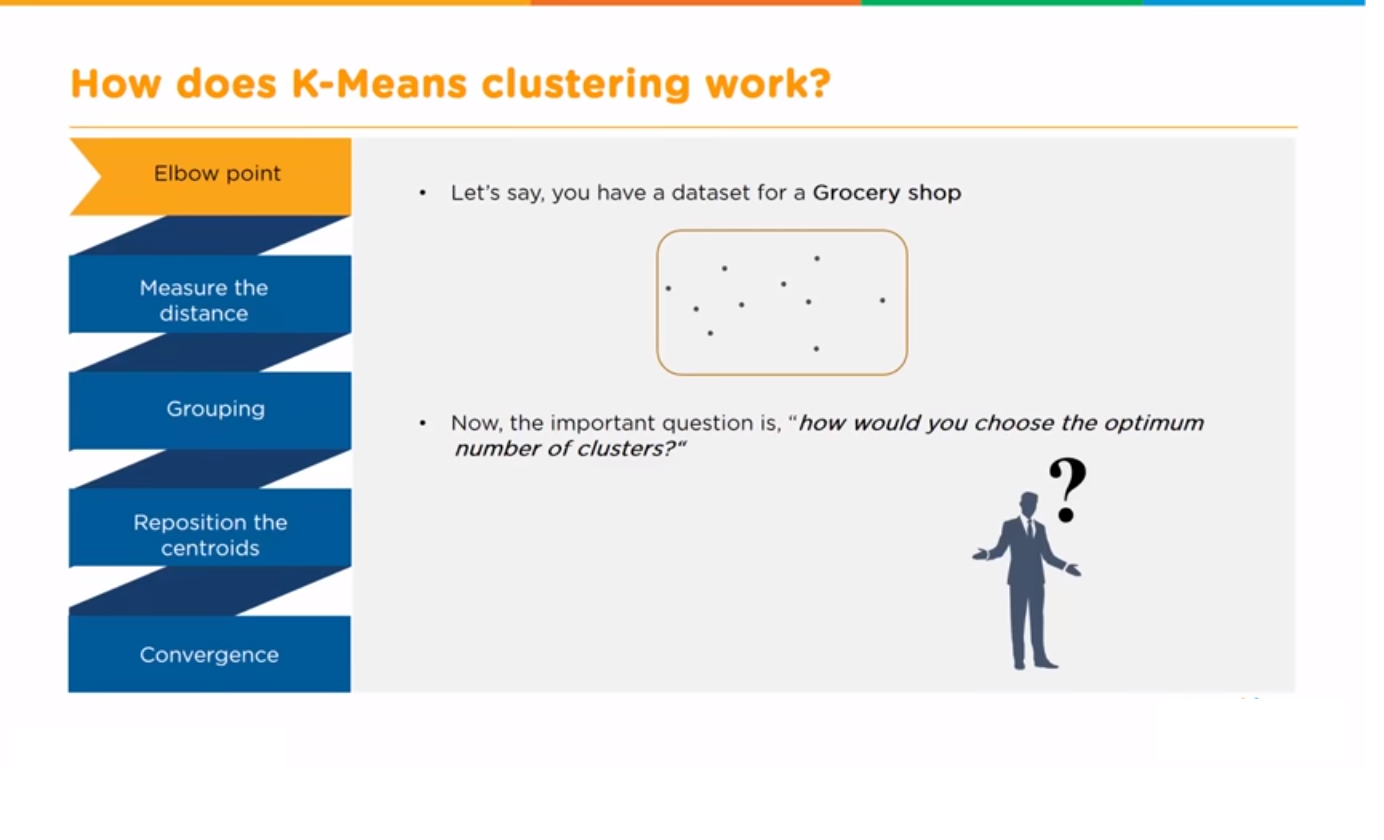 How does K-Means clustering work?
Elbow point
Measure the
distance
Grouping
Reposition the
centroids
Convergence
• Let's say, you have a dataset for a Grocery shop
• Now, the important question is, “how would you choose the optimum
number of clusters?“
?